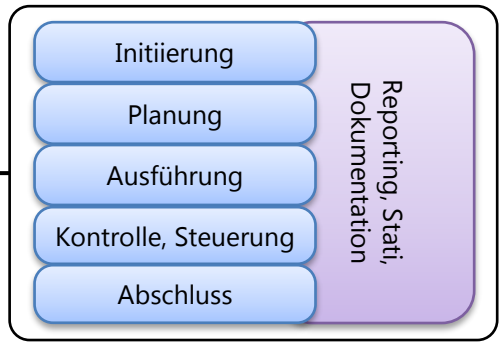 Initiierung
Planung
Ausführung
Kontrolle, Steuerung
Abschluss
Reporting, Stati,
Dokumentation